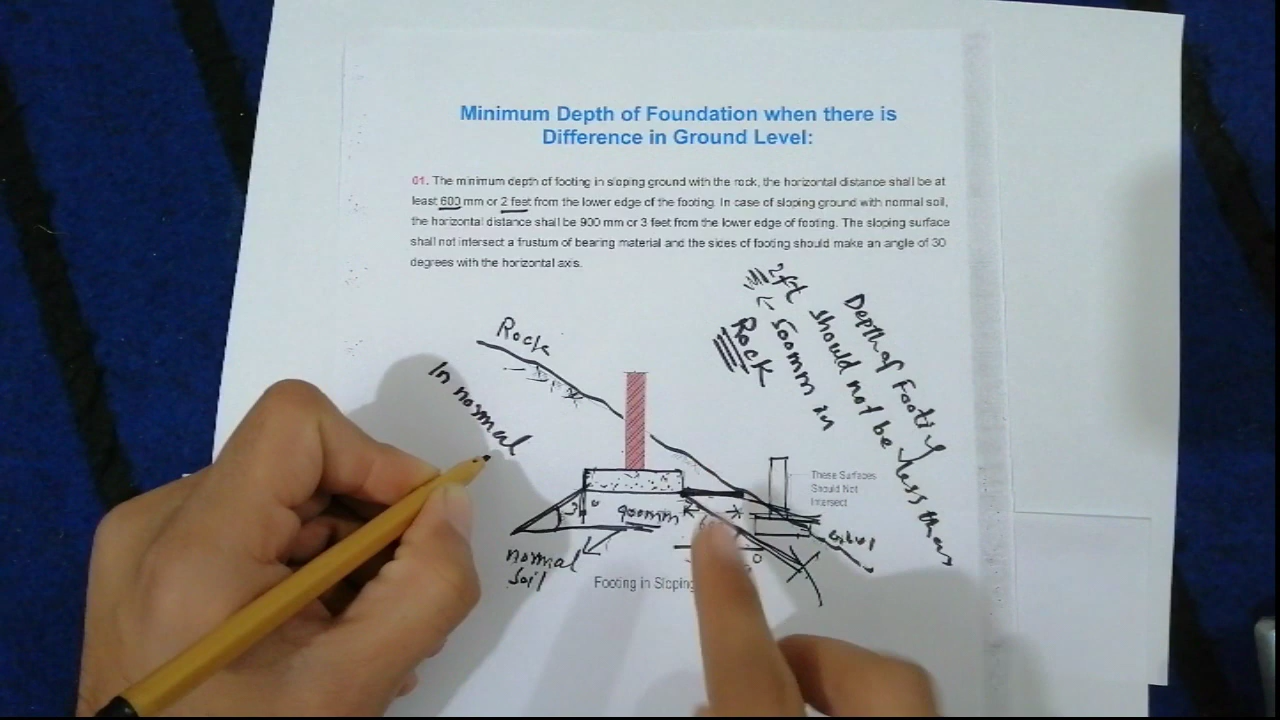 Minimum Depth of Foundation when there is
Difference in Ground Level:
01. The minimum depth of footing in sloping ground with the rock, the horizontal distance shall be at
least 600 mm or 2 feet from the lower edge of the footing. In case of sloping ground with normal soil,
the horizontal distance shall be 900 mm or 3 feet from the lower edge of footing. The sloping surface
shall not intersect a frustum of bearing material and the sides of footing should make an angle of 30
degrees with the horizontal axis.
Depth of Footing
should not be less than
2ft
500mm in
Rock
Rock
In normal
These Surfaces
Should Not
Intersect
900mm
normal
soil
Footing in Sloping